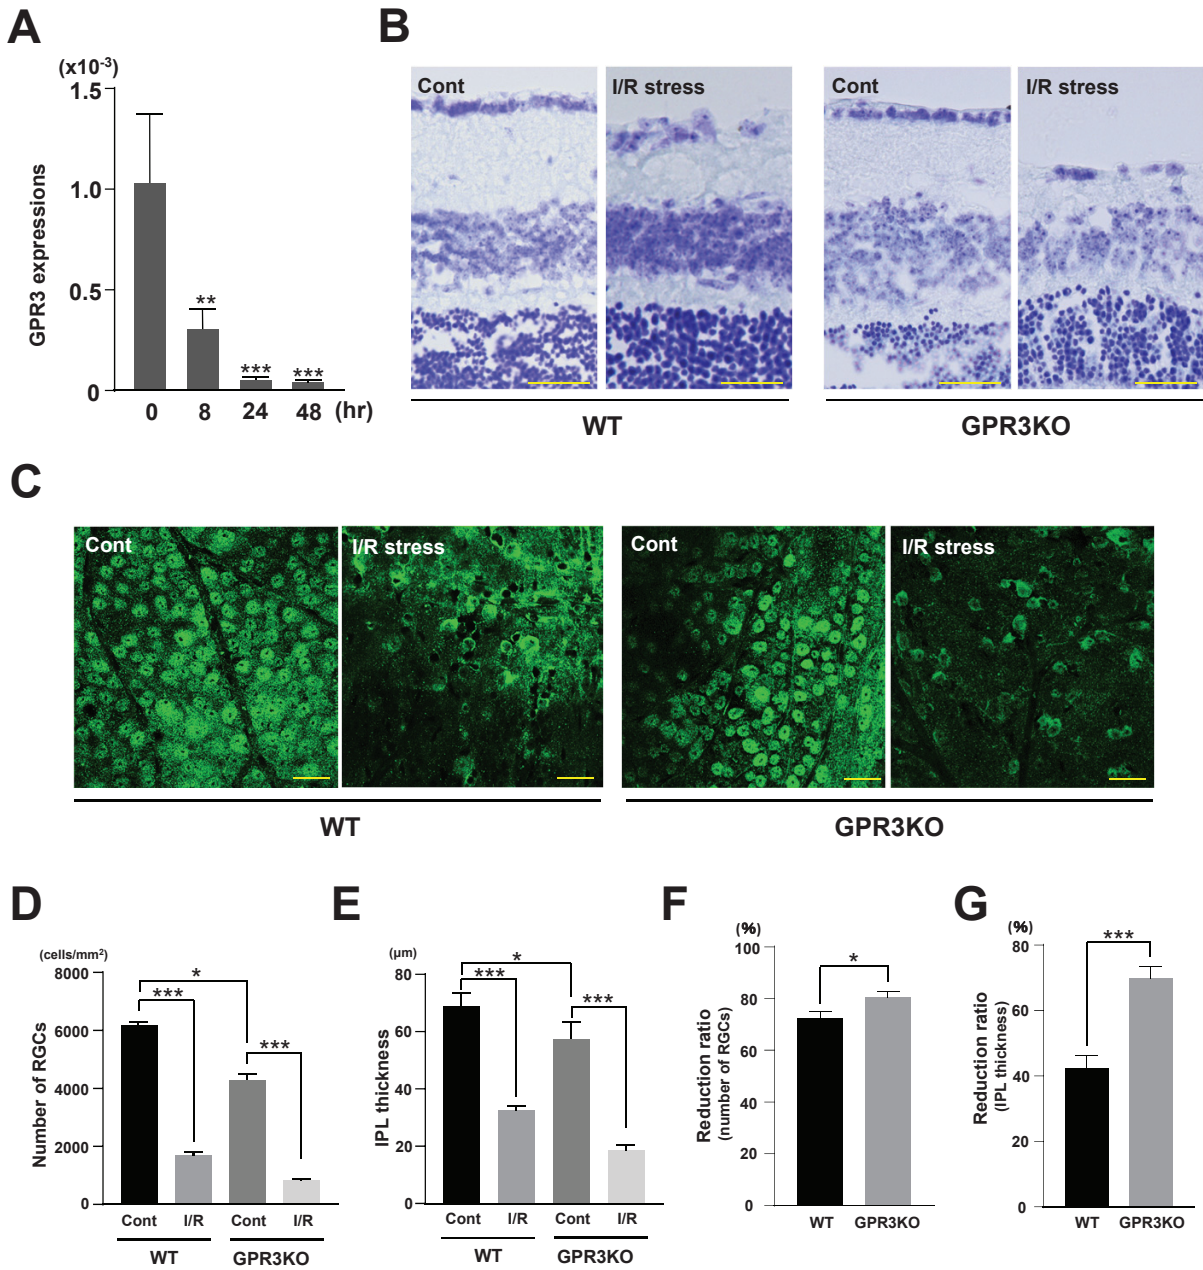 A
(x10-3)
1.5
1.0
0.5
0
GPR3 expressions
**
***
***
0 8 24 48 (hr)
B
Cont
I/R stress
Cont
I/R stress
WT
GPR3KO
C
Cont
I/R stress
Cont
I/R stress
WT
GPR3KO
D
(cells/mm2)
8000
6000
4000
2000
0
Number of RGCs
*
***
***
Cont I/R Cont I/R
WT GPR3KO
E
(μm)
80
60
40
20
0
IPL thickness
*
***
***
Cont I/R Cont I/R
WT GPR3KO
F
(%)
100
80
60
40
20
0
Reduction ratio
(number of RGCs)
*
WT GPR3KO
G
(%)
80
60
40
20
0
Reduction ratio
(IPL thickness)
***
WT GPR3KO